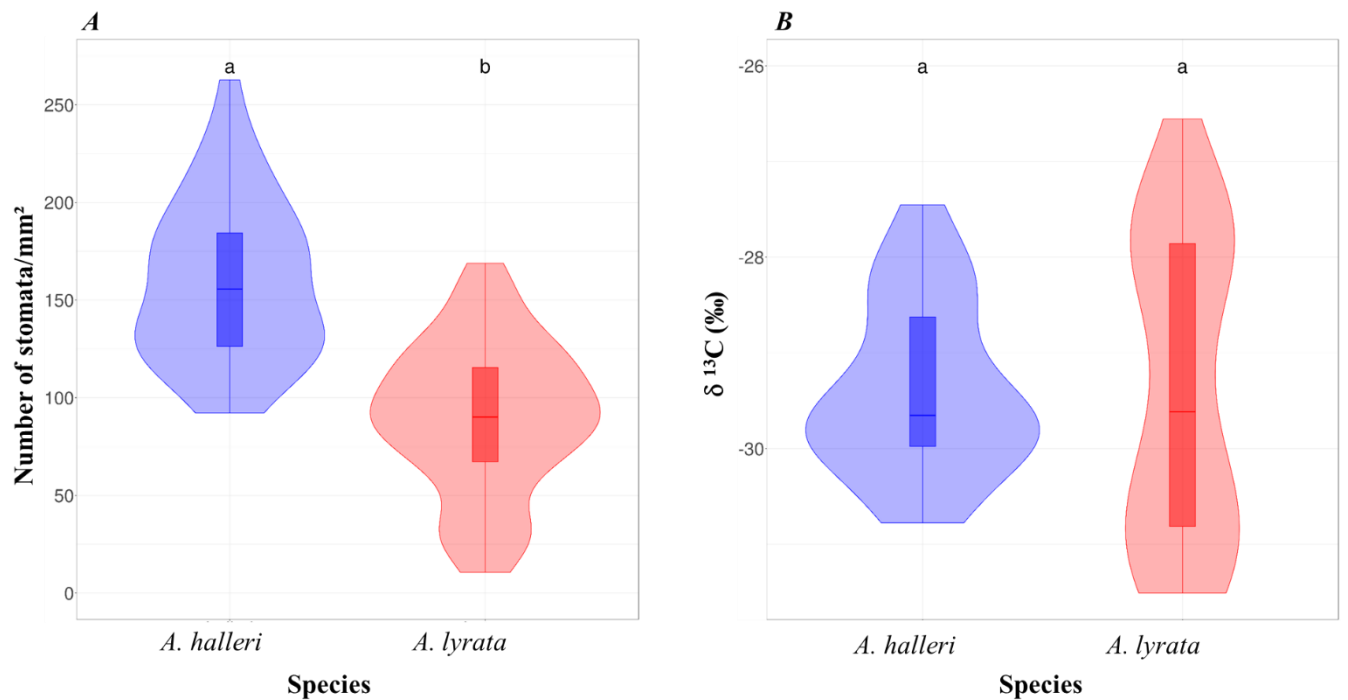 A
a
b
250
200
150
100
50
0
Number of stomata/mm²
A. halleri
A. lyrata
Species
B
a
a
-26
-28
-30
δ ¹³C (‰)
A. halleri
A. lyrata
Species